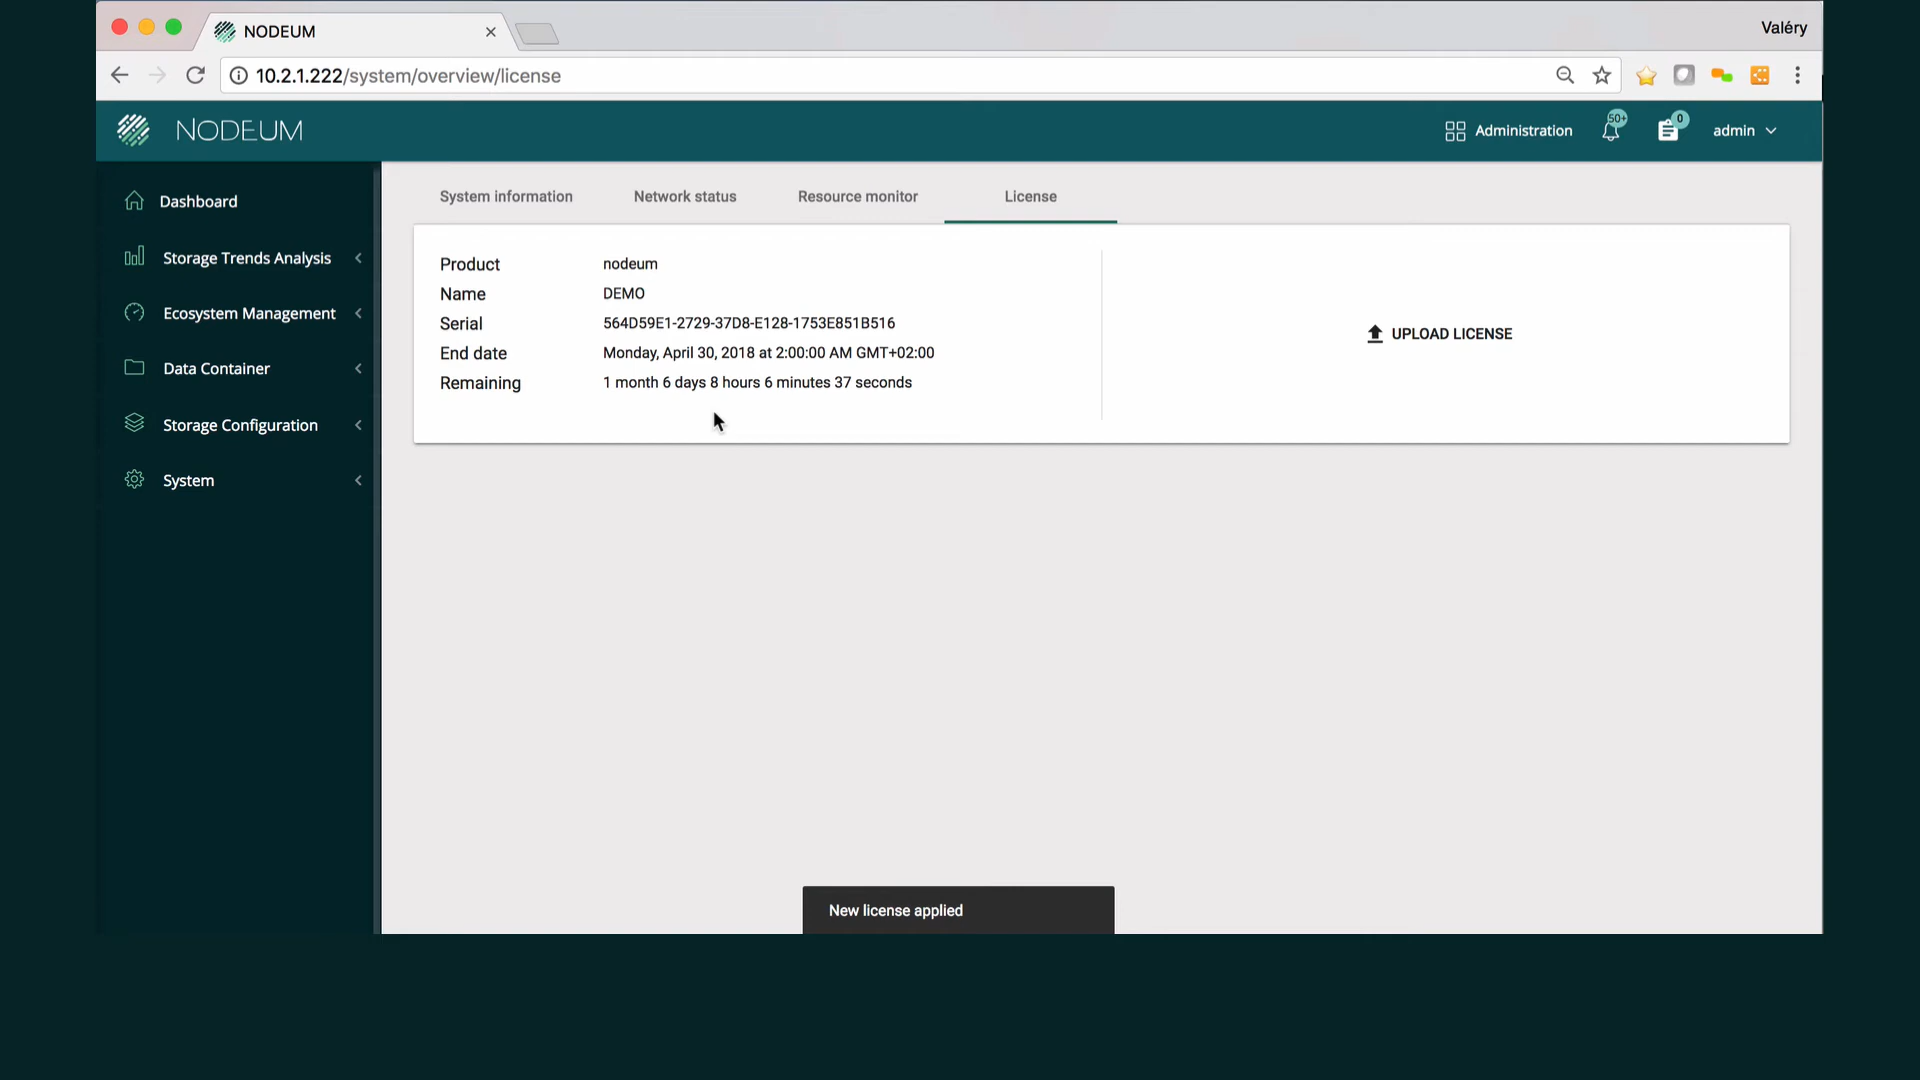 NODEUM
Valéry
10.2.1.222/system/overview/license
NODEUM
Administration
50+
0
admin
Dashboard
Storage Trends Analysis
Ecosystem Management
Data Container
Storage Configuration
System
System information
Network status
Resource monitor
License
Product nodeum
Name DEMO
Serial 564D59E1-2729-37D8-E128-1753E851B516
End date Monday, April 30, 2018 at 2:00:00 AM GMT+02:00
Remaining 1 month 6 days 8 hours 6 minutes 37 seconds
UPLOAD LICENSE
New license applied